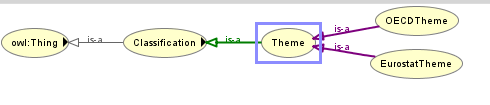 OECDTheme
is-a
owl:Thing
is-a
Classification
is-a
Theme
is-a
EurostatTheme